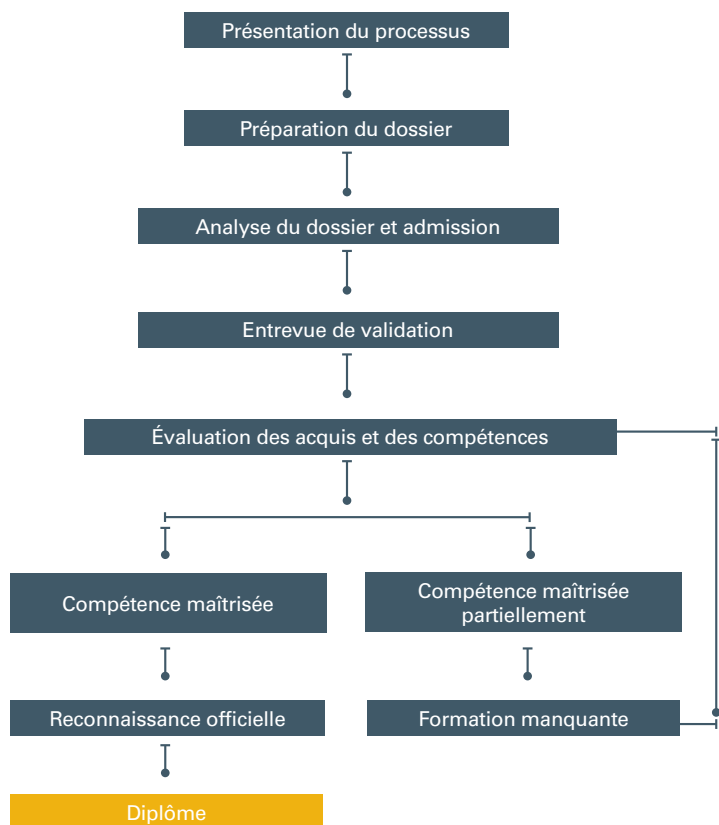 Présentation du processus
Préparation du dossier
Analyse du dossier et admission
Entrevue de validation
Évaluation des acquis et des compétences
Compétence maîtrisée
Compétence maîtrisée
partiellement
Reconnaissance officielle
Formation manquante
Diplôme